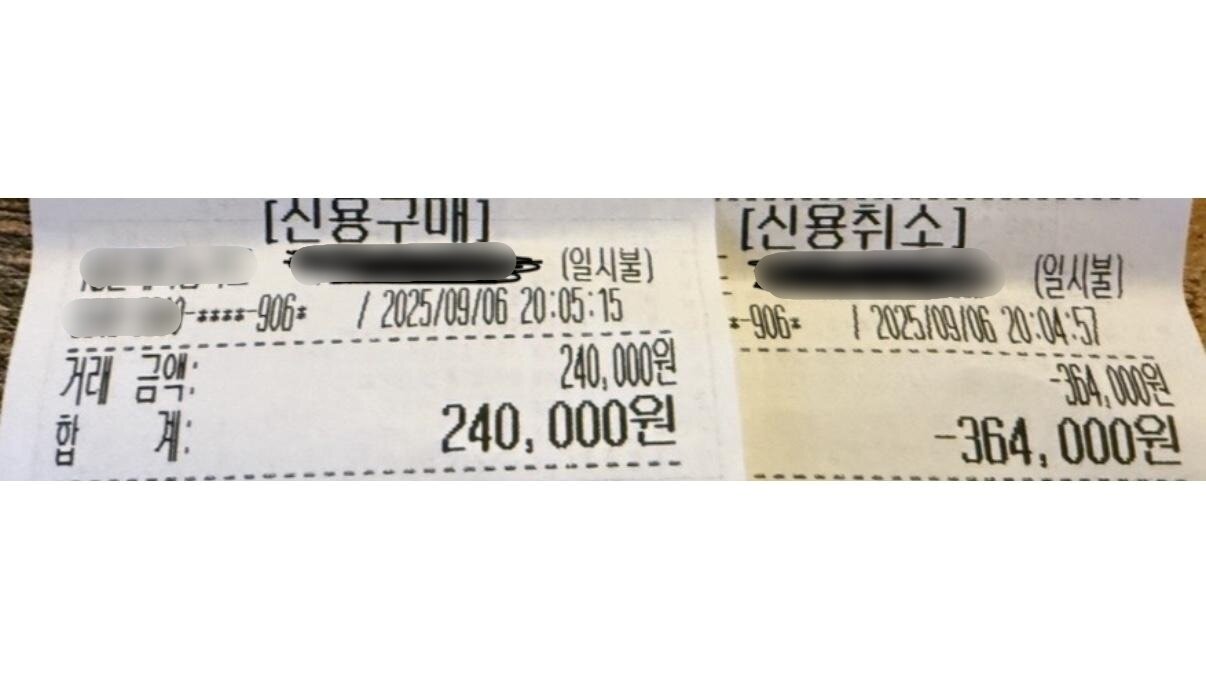 [신용구매]
(일시불)
-****-906* / 2025/09/06 20:05:15
거래 금액: 240,000원
합 계: 240,000원
[신용취소]
(일시불)
*-906* / 2025/09/06 20:04:57
-364,000원
-364,000원